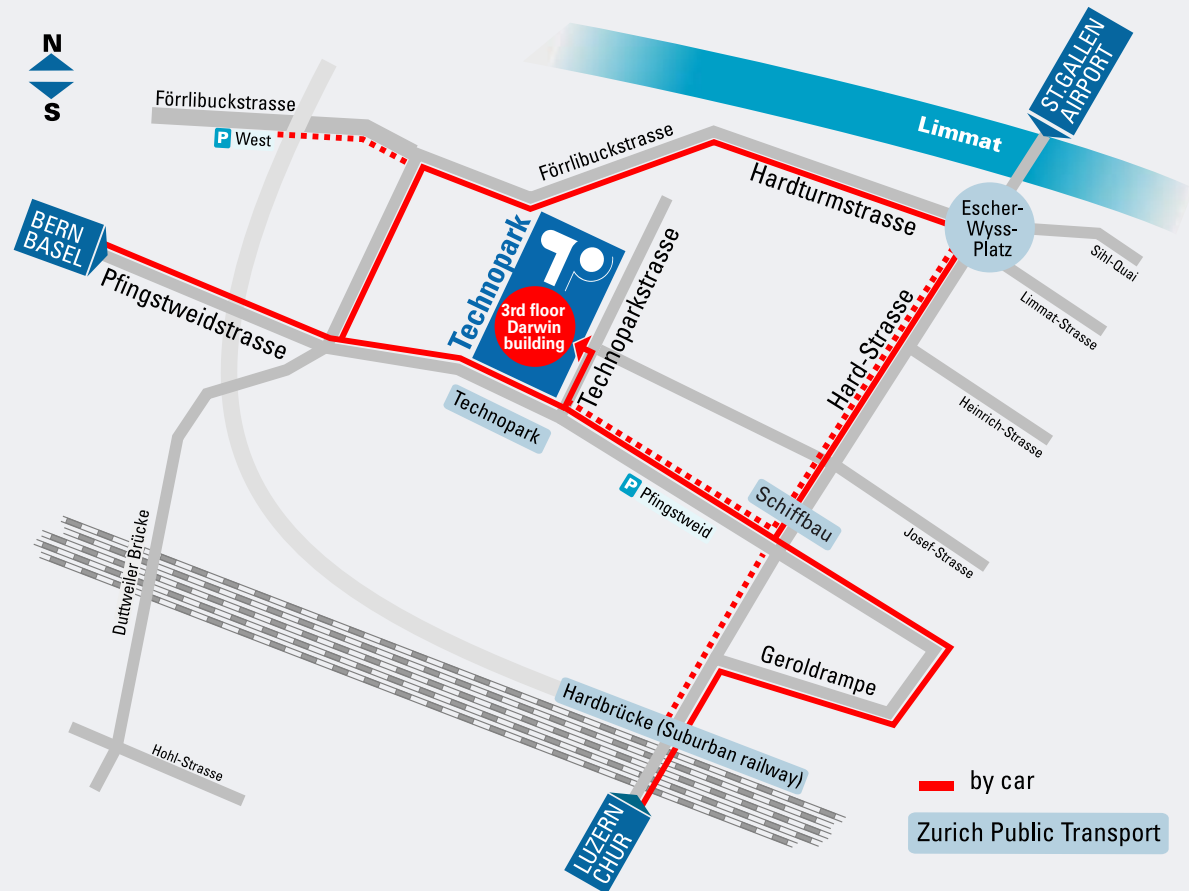 N
S
Förrlibuckstrasse
P West
BERN
BASEL
Pfingstweidstrasse
Förrlibuckstrasse
Hardturmstrasse
Limmat
ST.GALLEN
AIRPORT
Escher-
Wyss-
Platz
Sihl-Quai
Limmat-Strasse
Heinrich-Strasse
Josef-Strasse
Hard-Strasse
Technopark
TP
3rd floor
Darwin
building
Technoparkstrasse
Technopark
P Pfingstweid
Schiffbau
Geroldrampe
Duttweiler Brücke
Hohl-Strasse
Hardbrücke (Suburban railway)
LUZERN
CHUR
by car
Zurich Public Transport